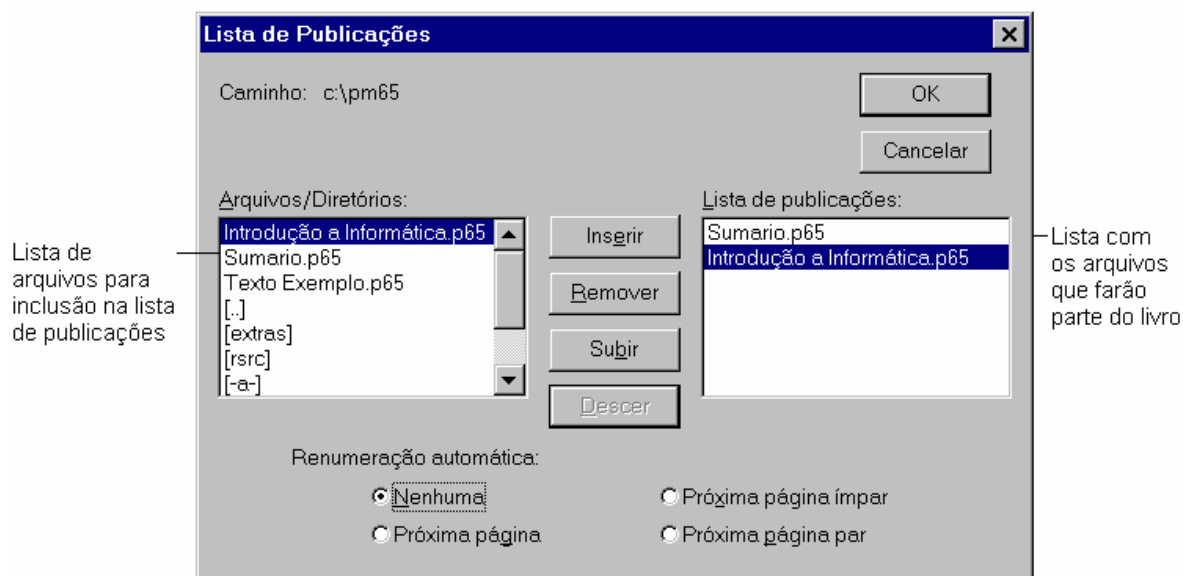 Lista de Publicações
Caminho: c:\pm65
OK
Cancelar
Arquivos/Diretórios:
Introdução a Informática.p65
Sumario.p65
Texto Exemplo.p65
[..]
[extras]
[rsrc]
[-a-]
Inserir
Remover
Subir
Descer
Lista de publicações:
Sumario.p65
Introdução a Informática.p65
Lista de
arquivos para
inclusão na lista
de publicações
Lista com
os arquivos
que farão
parte do livro
Renumeração automática:
Nenhuma
Próxima página ímpar
Próxima página
Próxima página par